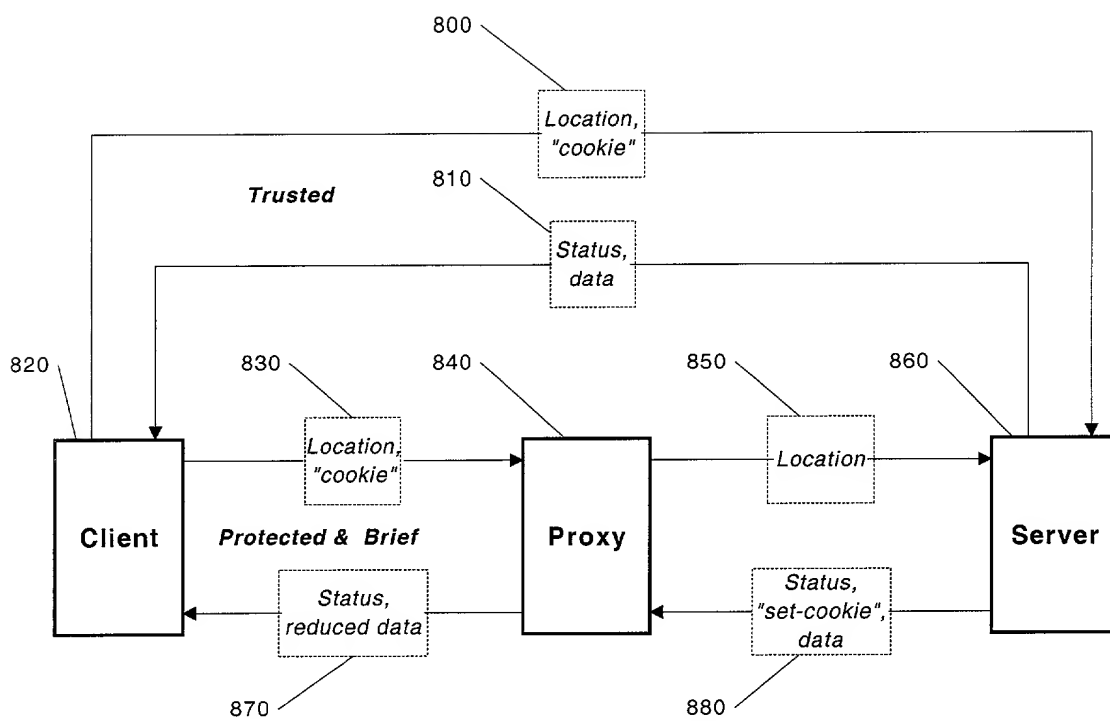 800
Location,
"cookie"
810
Trusted
Status,
data
820
830
840
850
860
Location,
"cookie"
Location
Client
Protected & Brief
Proxy
Server
Status,
reduced data
Status,
"set-cookie",
data
870
880